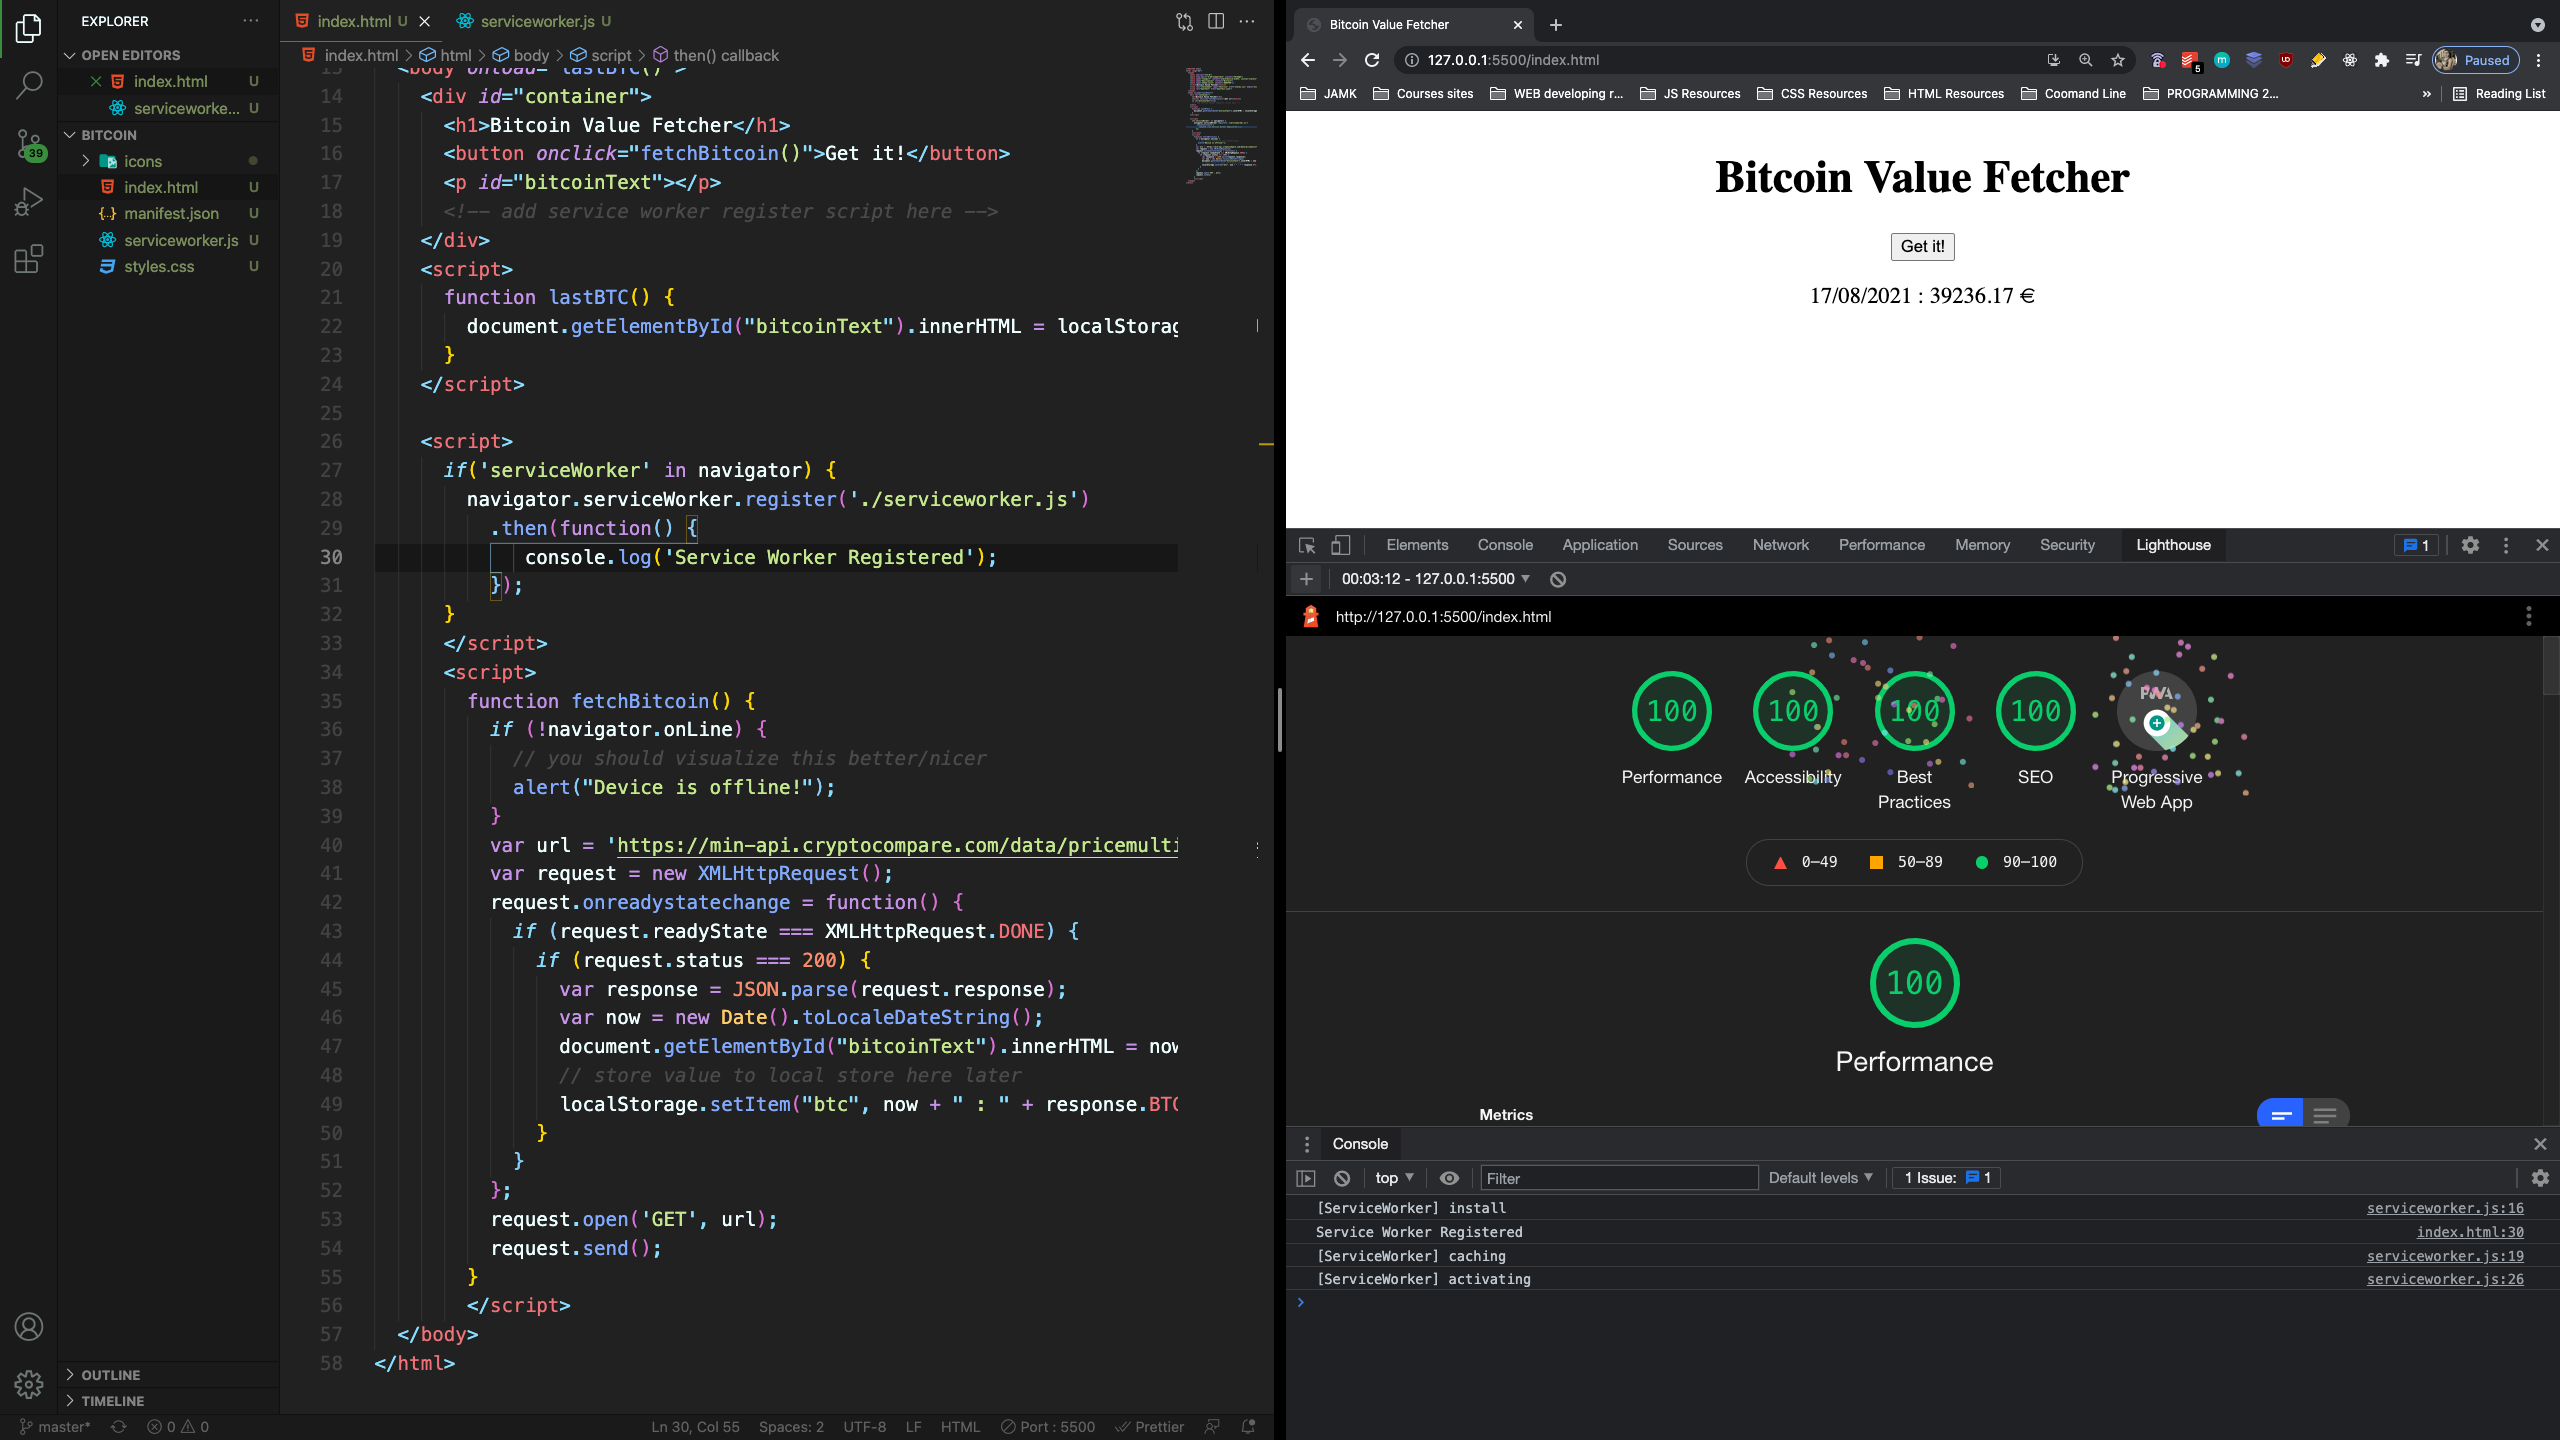 EXPLORER
OPEN EDITORS
index.html U
serviceworke... U
BITCOIN
icons
index.html U
manifest.json U
serviceworker.js U
styles.css U
OUTLINE
TIMELINE
39
index.html U
serviceworker.js U
index.html > html > body > script > then() callback
14 <div id="container">
15 <h1>Bitcoin Value Fetcher</h1>
16 <button onclick="fetchBitcoin()">Get it!</button>
17 <p id="bitcoinText"></p>
18 <!-- add service worker register script here -->
19 </div>
20 <script>
21 function lastBTC() {
22 document.getElementById("bitcoinText").innerHTML = localStorag
23 }
24 </script>
25
26 <script>
27 if('serviceWorker' in navigator) {
28 navigator.serviceWorker.register('./serviceworker.js')
29 .then(function() {
30 console.log('Service Worker Registered');
31 });
32 }
33 </script>
34 <script>
35 function fetchBitcoin() {
36 if (!navigator.onLine) {
37 // you should visualize this better/nicer
38 alert("Device is offline!");
39 }
40 var url = 'https://min-api.cryptocompare.com/data/pricemulti
41 var request = new XMLHttpRequest();
42 request.onreadystatechange = function() {
43 if (request.readyState === XMLHttpRequest.DONE) {
44 if (request.status === 200) {
45 var response = JSON.parse(request.response);
46 var now = new Date().toLocaleDateString();
47 document.getElementById("bitcoinText").innerHTML = now
48 // store value to local store here later
49 localStorage.setItem("btc", now + " : " + response.BTC
50 }
51 }
52 };
53 request.open('GET', url);
54 request.send();
55 }
56 </script>
57 </body>
58 </html>
master* 0 0 Ln 30, Col 55 Spaces: 2 UTF-8 LF HTML Port : 5500 Prettier
Bitcoin Value Fetcher
127.0.0.1:5500/index.html
5
Paused
JAMK Courses sites WEB developing r... JS Resources CSS Resources HTML Resources Coomand Line PROGRAMMING 2... » Reading List
Bitcoin Value Fetcher
Get it!
17/08/2021 : 39236.17 €
Elements Console Application Sources Network Performance Memory Security Lighthouse 1
00:03:12 - 127.0.0.1:5500
http://127.0.0.1:5500/index.html
100 100 100 100 PWA
Performance Accessibility Best Practices SEO Progressive Web App
0–49 50–89 90–100
100
Performance
Metrics
Console
top Filter Default levels 1 Issue: 1
[ServiceWorker] install serviceworker.js:16
Service Worker Registered index.html:30
[ServiceWorker] caching serviceworker.js:19
[ServiceWorker] activating serviceworker.js:26